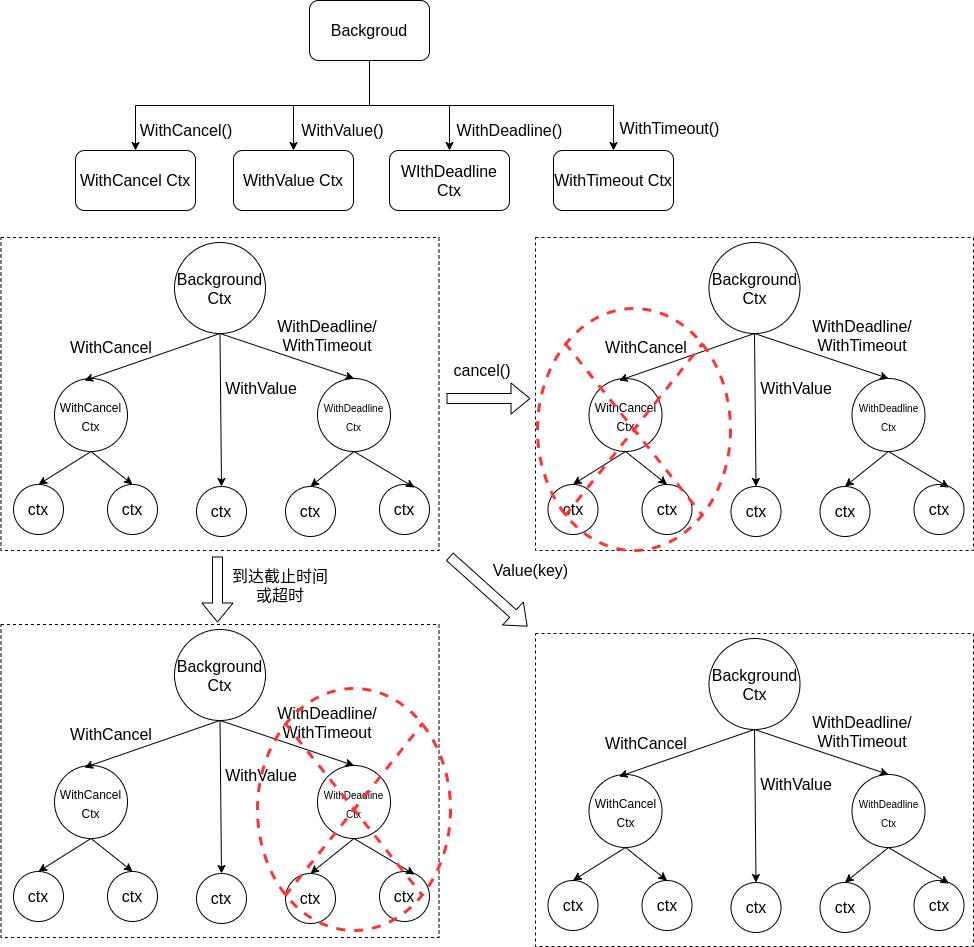 Backgroud
WithCancel()
WithValue()
WithDeadline()
WithTimeout()
WithCancel Ctx
WithValue Ctx
WIthDeadline
Ctx
WithTimeout Ctx
Background
Ctx
WithCancel
WithDeadline/
WithTimeout
WithValue
WithCancel
Ctx
WithDeadline
Ctx
ctx
ctx
ctx
ctx
ctx
cancel()
Background
Ctx
WithCancel
WithDeadline/
WithTimeout
WithValue
WithCancel
Ctx
WithDeadline
Ctx
ctx
ctx
ctx
ctx
ctx
到达截止时间
或超时
Value(key)
Background
Ctx
WithCancel
WithDeadline/
WithTimeout
WithValue
WithCancel
Ctx
WithDeadline
Ctx
ctx
ctx
ctx
ctx
ctx
Background
Ctx
WithCancel
WithDeadline/
WithTimeout
WithValue
WithCancel
Ctx
WithDeadline
Ctx
ctx
ctx
ctx
ctx
ctx